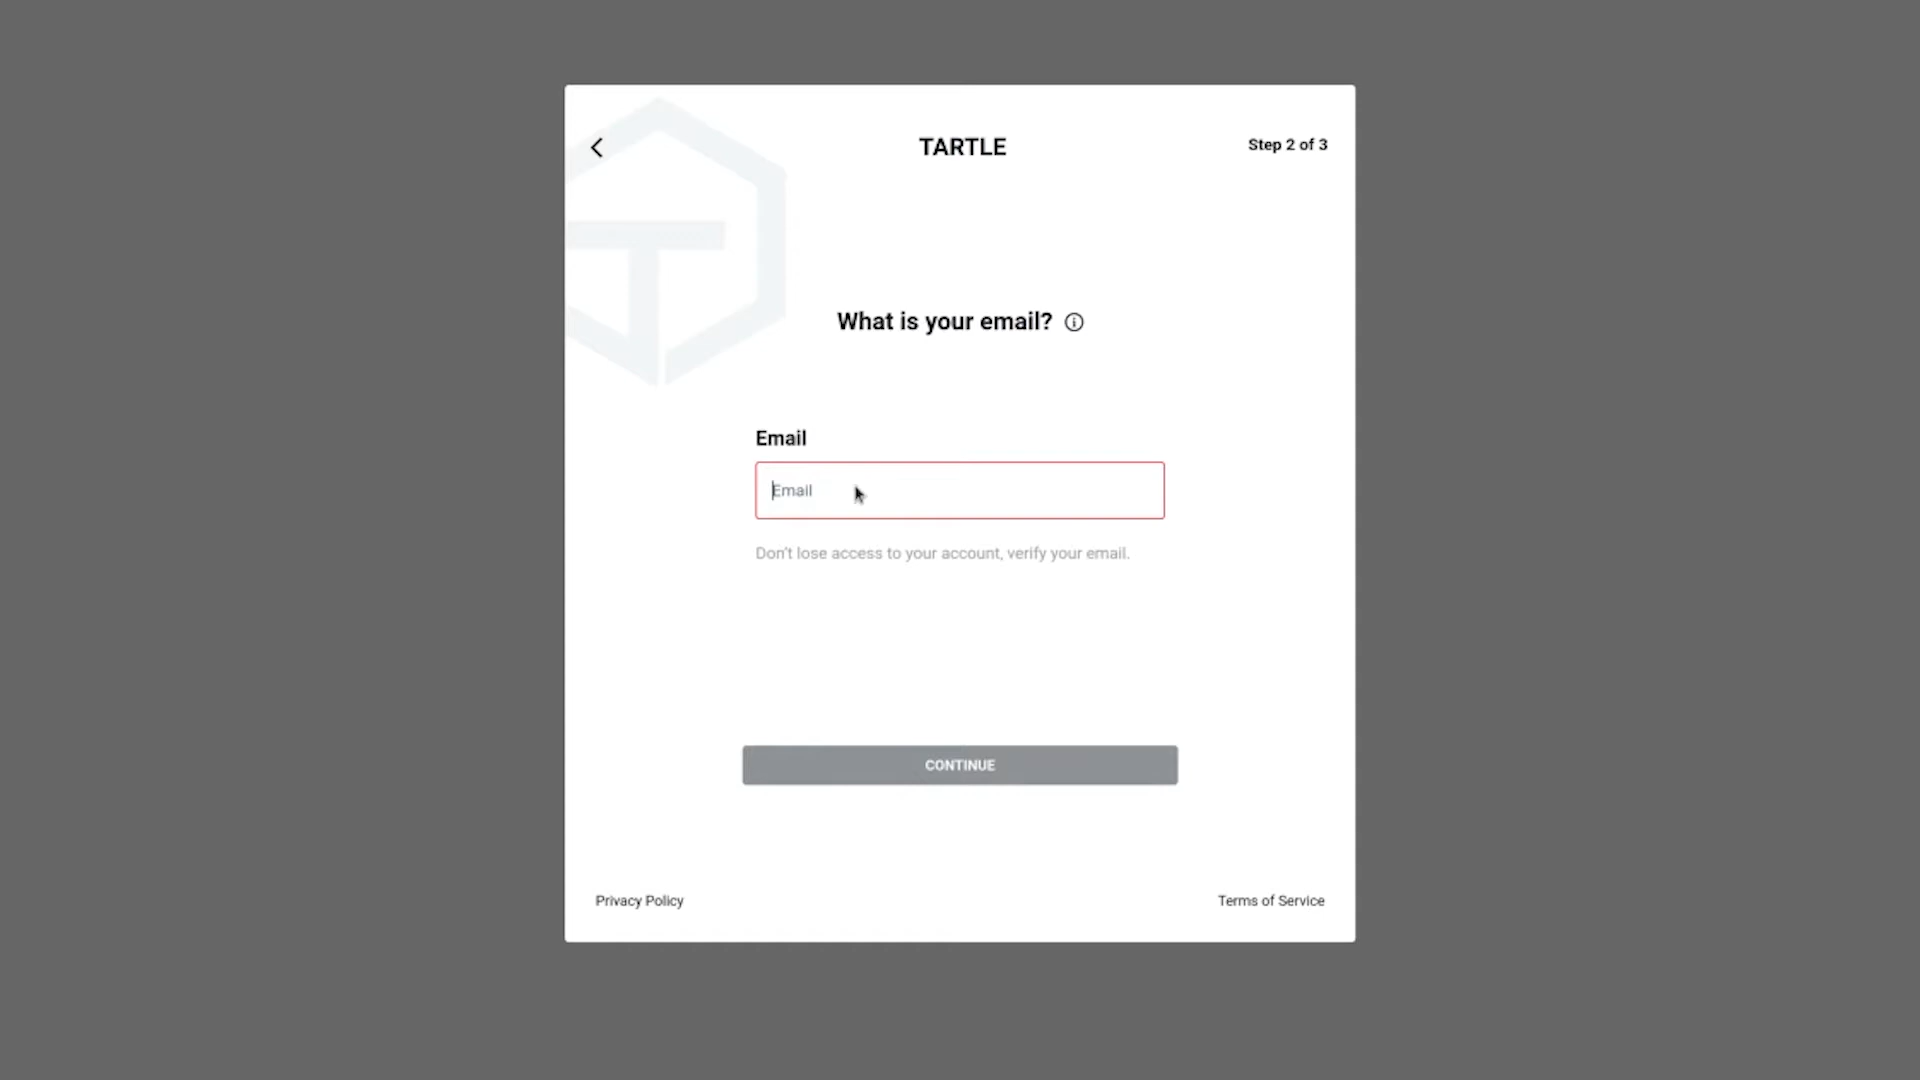 TARTLE
Step 2 of 3
What is your email?
Email
Email
Don't lose access to your account, verify your email.
CONTINUE
Privacy Policy
Terms of Service